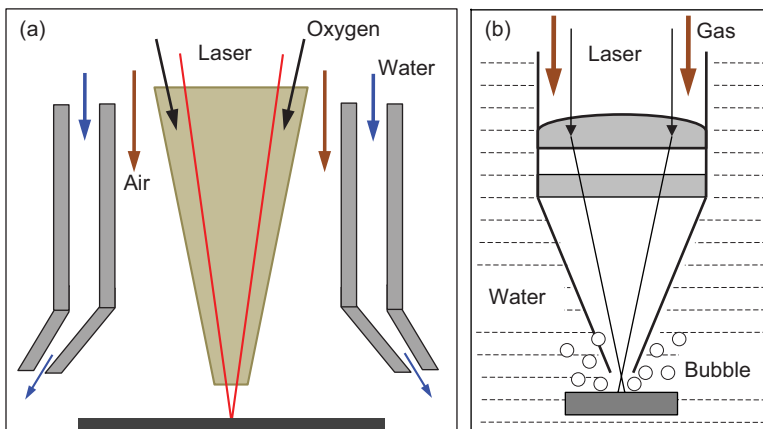 (a)
Laser
Oxygen
Water
Air
(b)
Laser
Gas
Water
Bubble